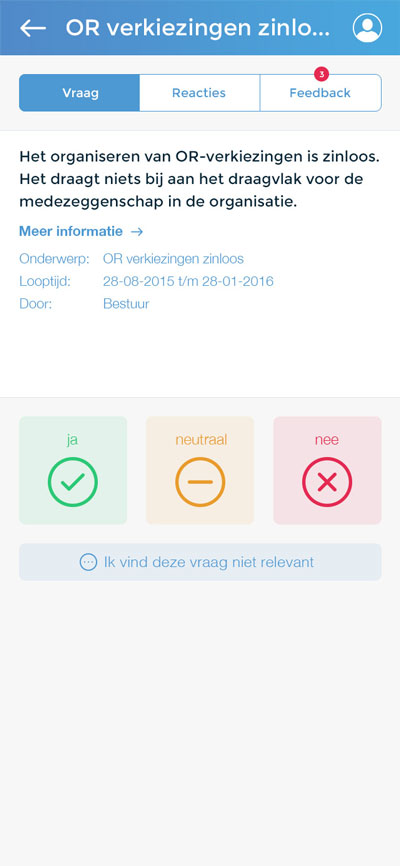 OR verkiezingen zinlo...
Vraag
Reacties
Feedback
3
Het organiseren van OR-verkiezingen is zinloos.
Het draagt niets bij aan het draagvlak voor de
medezeggenschap in de organisatie.
Meer informatie →
Onderwerp: OR verkiezingen zinloos
Looptijd: 28-08-2015 t/m 28-01-2016
Door: Bestuur
ja
neutraal
nee
Ik vind deze vraag niet relevant